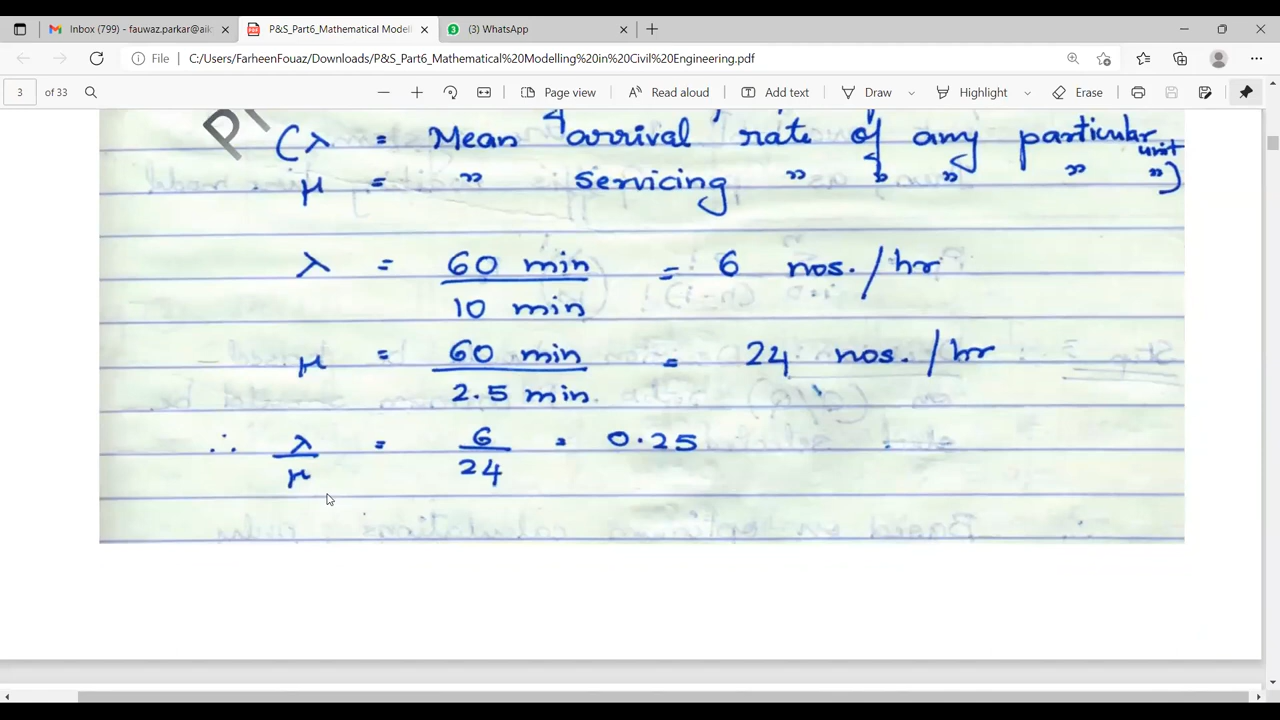 Inbox (799) - fauwaz.parkar@aik
P&S_Part6_Mathematical Modell
(3) WhatsApp
File
C:/Users/FarheenFouaz/Downloads/P&S_Part6_Mathematical%20Modelling%20in%20Civil%20Engineering.pdf
3 of 33
Page view
Read aloud
Add text
Draw
Highlight
Erase
(λ = Mean arrival rate of any particular unit
μ = " servicing " " " " ")
λ = 60 min / 10 min = 6 nos. / hr
μ = 60 min / 2.5 min. = 24 nos. / hr
∴ λ / μ = 6 / 24 = 0.25